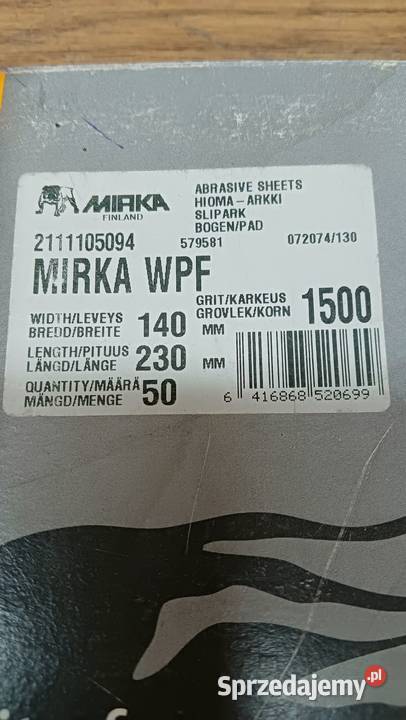 MIRKA
FINLAND
ABRASIVE SHEETS
HIOMA-ARKKI
SLIPARK
BOGEN/PAD
2111105094
579581
072074/130
MIRKA WPF
WIDTH/LEVEYS
BREDD/BREITE
140 MM
GRIT/KARKEUS
GROVLEK/KORN
1500
LENGTH/PITUUS
LÄNGD/LÄNGE
230 MM
QUANTITY/MÄÄRÄ
MÄNGD/MENGE
50
6 416868 520699
Sprzedajemy.pl